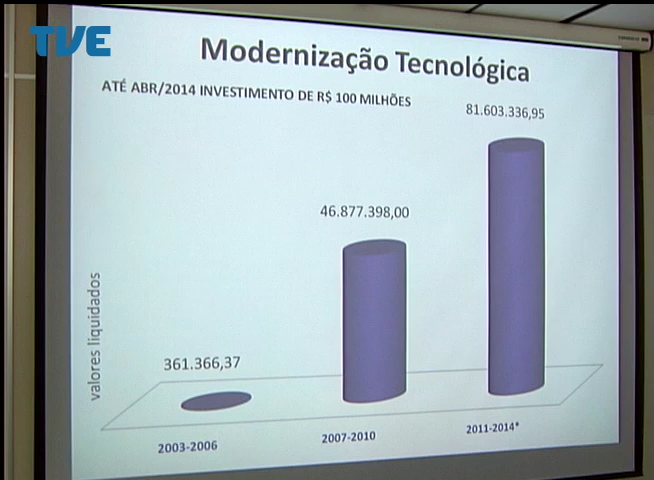 TVE
Modernização Tecnológica
ATÉ ABR/2014 INVESTIMENTO DE R$ 100 MILHÕES
81.603.336,95
46.877.398,00
361.366,37
valores liquidados
2003-2006
2007-2010
2011-2014*